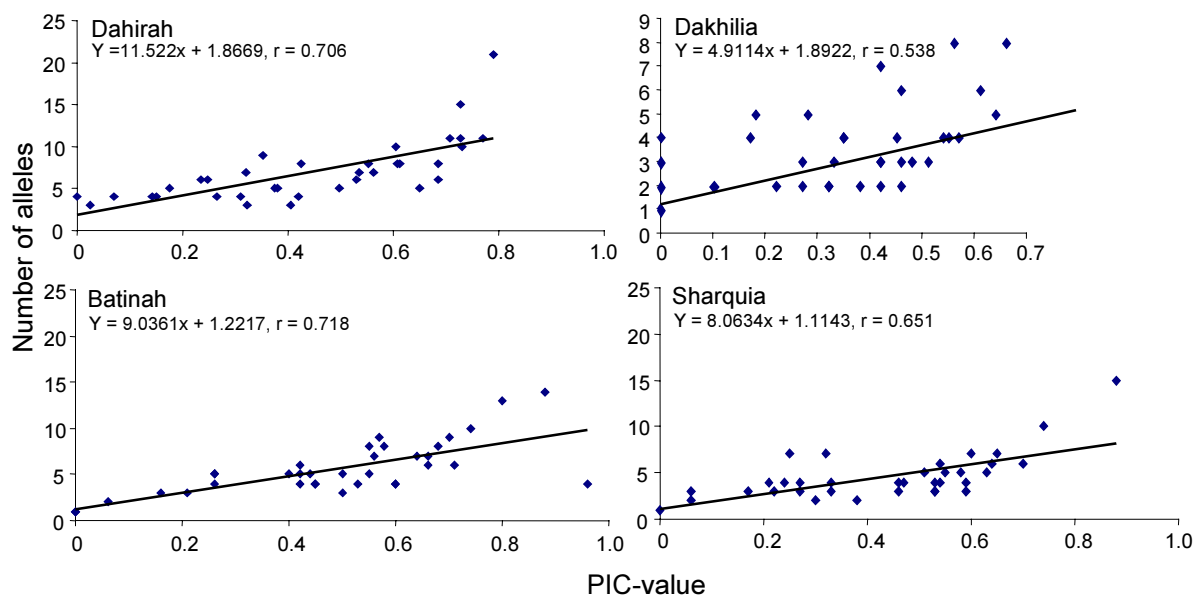 Number of alleles
Dahirah
Y =11.522x + 1.8669, r = 0.706
25
20
15
10
5
0
0 0.2 0.4 0.6 0.8 1.0
Dakhilia
Y = 4.9114x + 1.8922, r = 0.538
9
8
7
6
5
4
3
2
1
0
0 0.1 0.2 0.3 0.4 0.5 0.6 0.7
Batinah
Y = 9.0361x + 1.2217, r = 0.718
25
20
15
10
5
0
0 0.2 0.4 0.6 0.8 1.0
Sharquia
Y = 8.0634x + 1.1143, r = 0.651
25
20
15
10
5
0
0 0.2 0.4 0.6 0.8 1.0
PIC-value